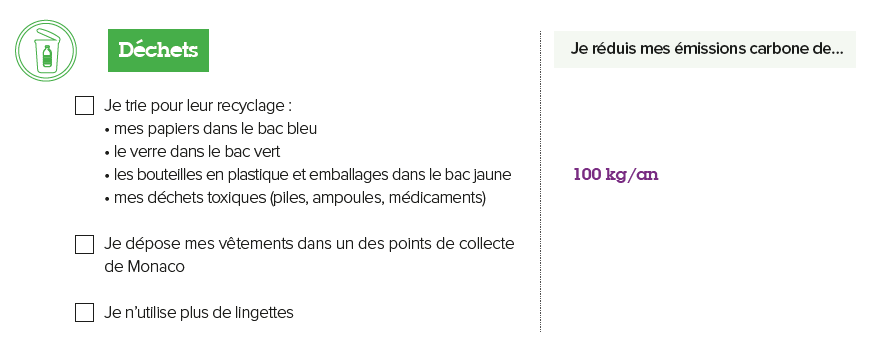 Déchets
Je réduis mes émissions carbone de...
Je trie pour leur recyclage :
• mes papiers dans le bac bleu
• le verre dans le bac vert
• les bouteilles en plastique et emballages dans le bac jaune
100 kg/an
• mes déchets toxiques (piles, ampoules, médicaments)
Je dépose mes vêtements dans un des points de collecte
de Monaco
Je n’utilise plus de lingettes